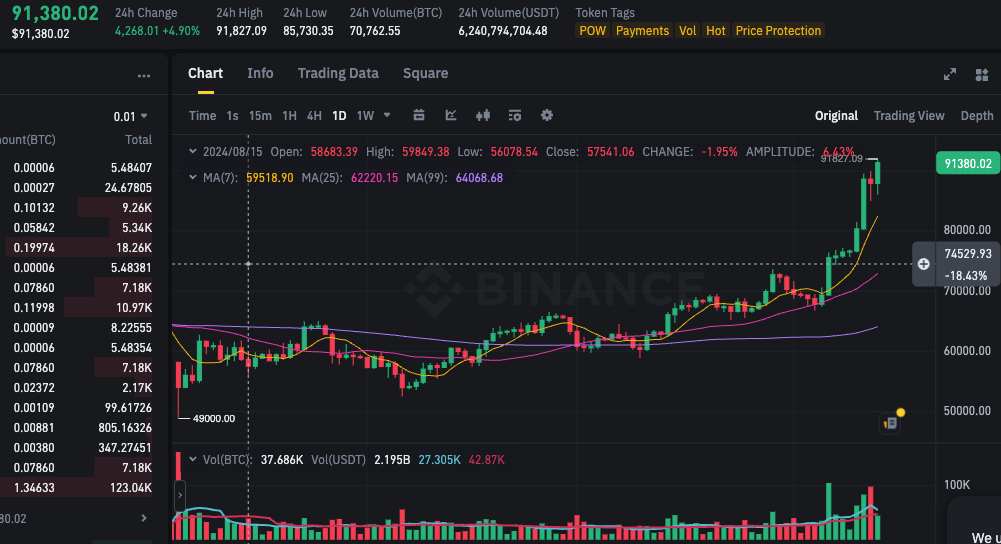 91,380.02
$91,380.02
24h Change
4,268.01 +4.90%
24h High
91,827.09
24h Low
85,730.35
24h Volume(BTC)
70,762.55
24h Volume(USDT)
6,240,794,704.48
Token Tags
POW Payments Vol Hot Price Protection
0.01
ount(BTC) Total
0.00006 5.48407
0.00027 24.67805
0.10132 9.26K
0.05842 5.34K
0.19974 18.26K
0.00006 5.48381
0.07860 7.18K
0.11998 10.97K
0.00009 8.22555
0.00006 5.48354
0.07860 7.18K
0.02372 2.17K
0.00109 99.61726
0.00881 805.16326
0.00380 347.27451
0.07860 7.18K
1.34633 123.04K
80.02
Chart Info Trading Data Square
Time 1s 15m 1H 4H 1D 1W
Original Trading View Depth
2024/08/15 Open: 58683.39 High: 59849.38 Low: 56078.54 Close: 57541.06 CHANGE: -1.95% AMPLITUDE: 6.43%
MA(7): 59518.90 MA(25): 62220.15 MA(99): 64068.68
91827.09
91380.02
80000.00
74529.93
-18.43%
70000.00
60000.00
50000.00
BINANCE
49000.00
Vol(BTC): 37.686K Vol(USDT) 2.195B 27.305K 42.87K
100K
We u